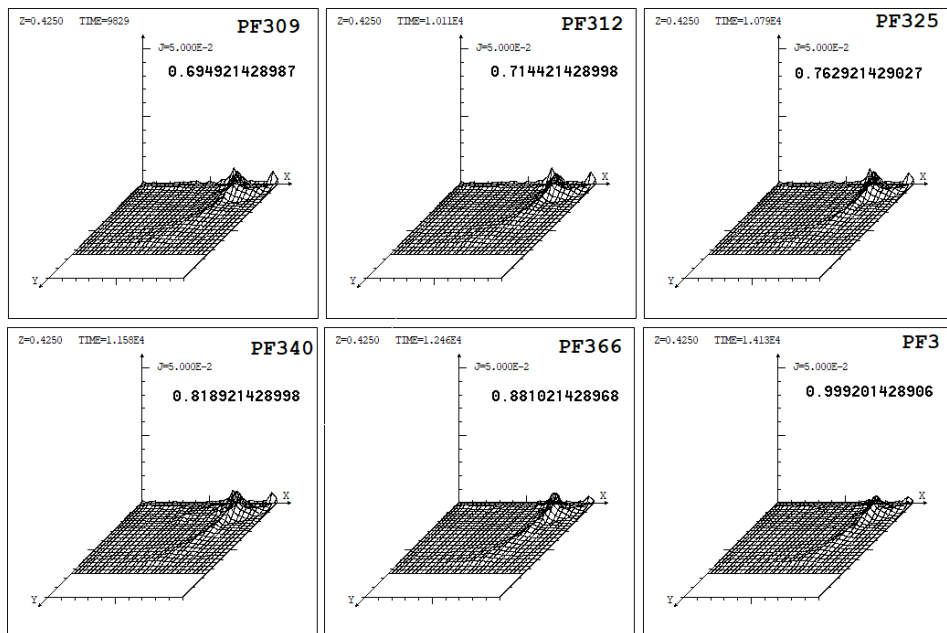 Z=0.4250 TIME=9829 PF309
J=5.000E-2
0.694921428987
X
Y
Z=0.4250 TIME=1.011E4 PF312
J=5.000E-2
0.714421428998
X
Y
Z=0.4250 TIME=1.079E4 PF325
J=5.000E-2
0.762921429027
X
Y
Z=0.4250 TIME=1.158E4 PF340
J=5.000E-2
0.818921428998
X
Y
Z=0.4250 TIME=1.246E4 PF366
J=5.000E-2
0.881021428968
X
Y
Z=0.4250 TIME=1.413E4 PF3
J=5.000E-2
0.999201428906
X
Y